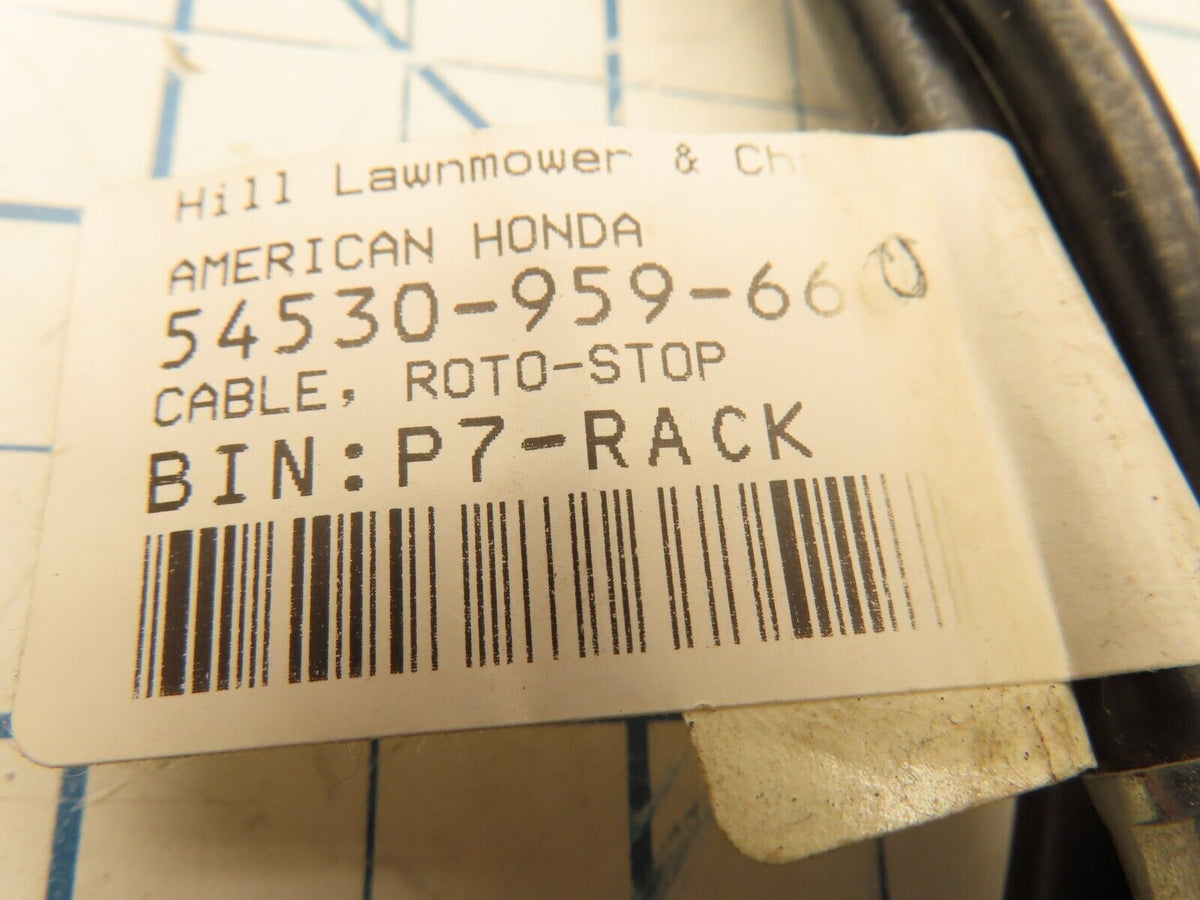 Hill Lawnmower & Ch
AMERICAN HONDA
54530-959-660
CABLE, ROTO-STOP
BIN:P7-RACK